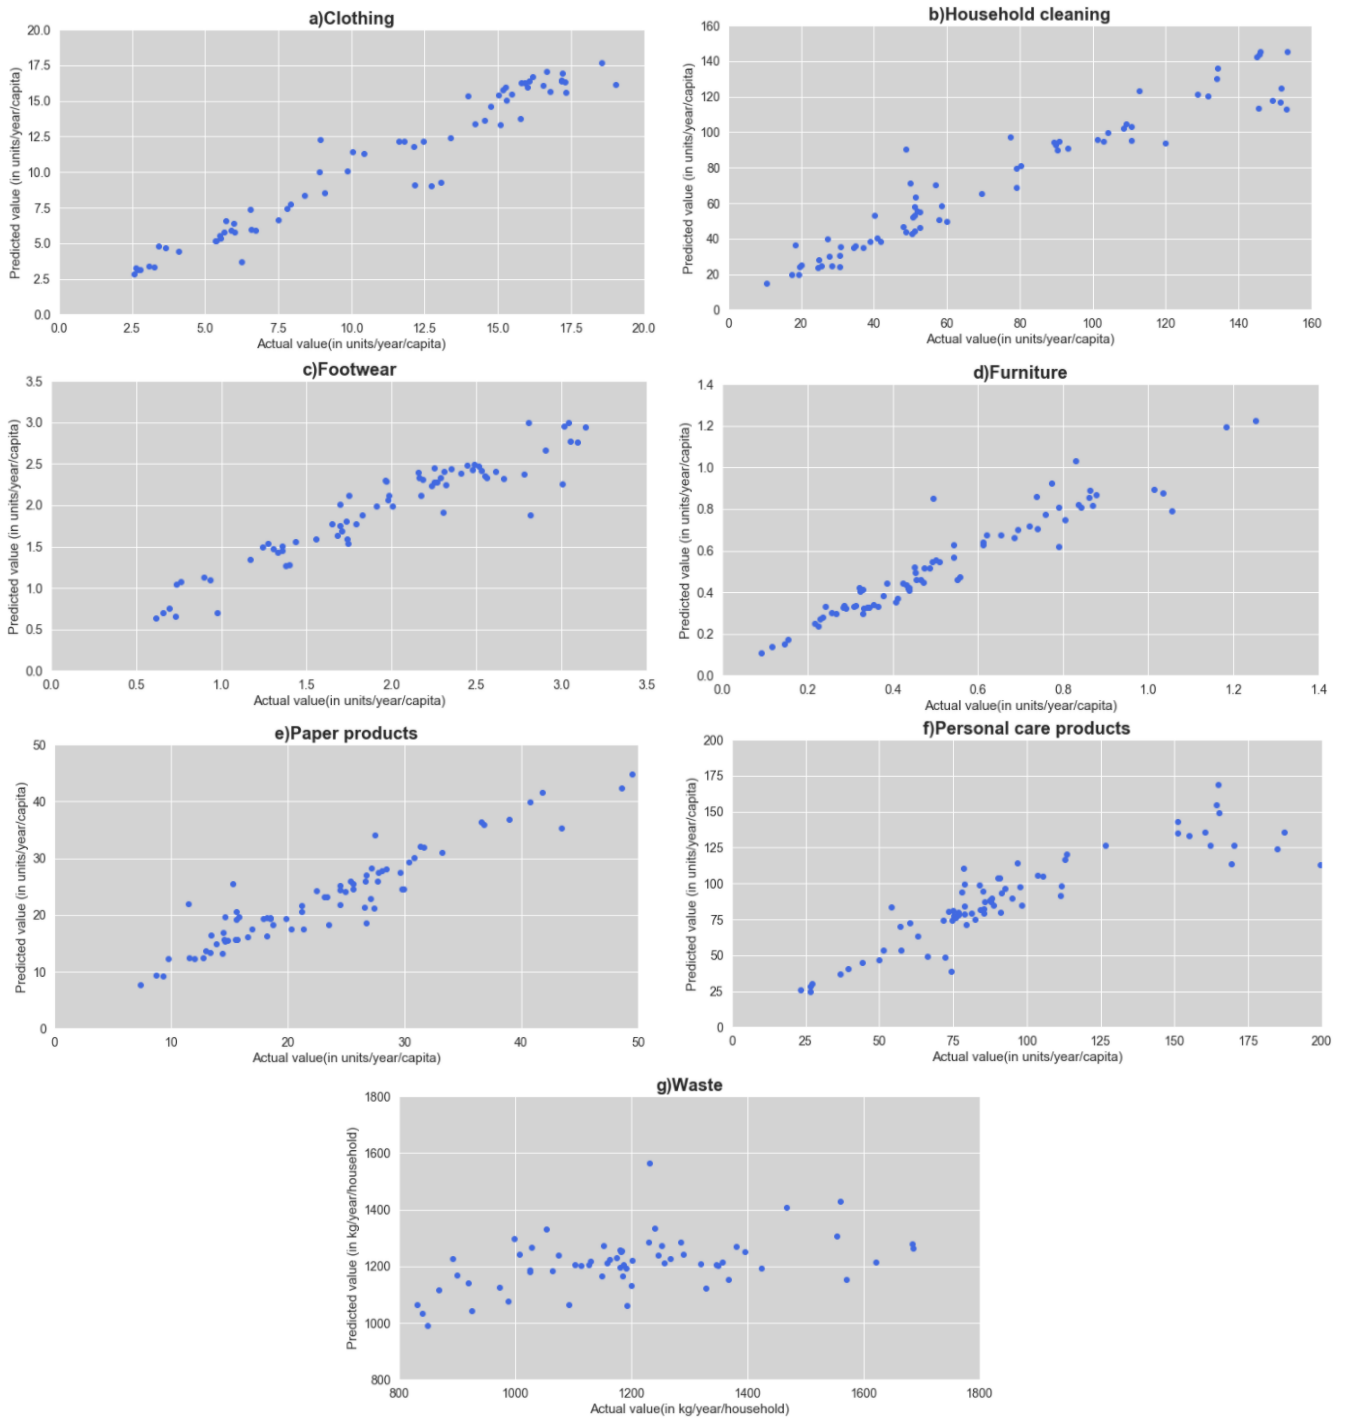 a)Clothing
Predicted value (in units/year/capita)
20.0
17.5
15.0
12.5
10.0
7.5
5.0
2.5
0.0
0.0 2.5 5.0 7.5 10.0 12.5 15.0 17.5 20.0
Actual value(in units/year/capita)
b)Household cleaning
Predicted value (in units/year/capita)
160
140
120
100
80
60
40
20
0
0 20 40 60 80 100 120 140 160
Actual value(in units/year/capita)
c)Footwear
Predicted value (in units/year/capita)
3.5
3.0
2.5
2.0
1.5
1.0
0.5
0.0
0.0 0.5 1.0 1.5 2.0 2.5 3.0 3.5
Actual value(in units/year/capita)
d)Furniture
Predicted value (in units/year/capita)
1.4
1.2
1.0
0.8
0.6
0.4
0.2
0.0
0.0 0.2 0.4 0.6 0.8 1.0 1.2 1.4
Actual value(in units/year/capita)
e)Paper products
Predicted value (in units/year/capita)
50
40
30
20
10
0
0 10 20 30 40 50
Actual value(in units/year/capita)
f)Personal care products
Predicted value (in units/year/capita)
200
175
150
125
100
75
50
25
0
0 25 50 75 100 125 150 175 200
Actual value(in units/year/capita)
g)Waste
Predicted value (in kg/year/household)
1800
1600
1400
1200
1000
800
800 1000 1200 1400 1600 1800
Actual value(in kg/year/household)